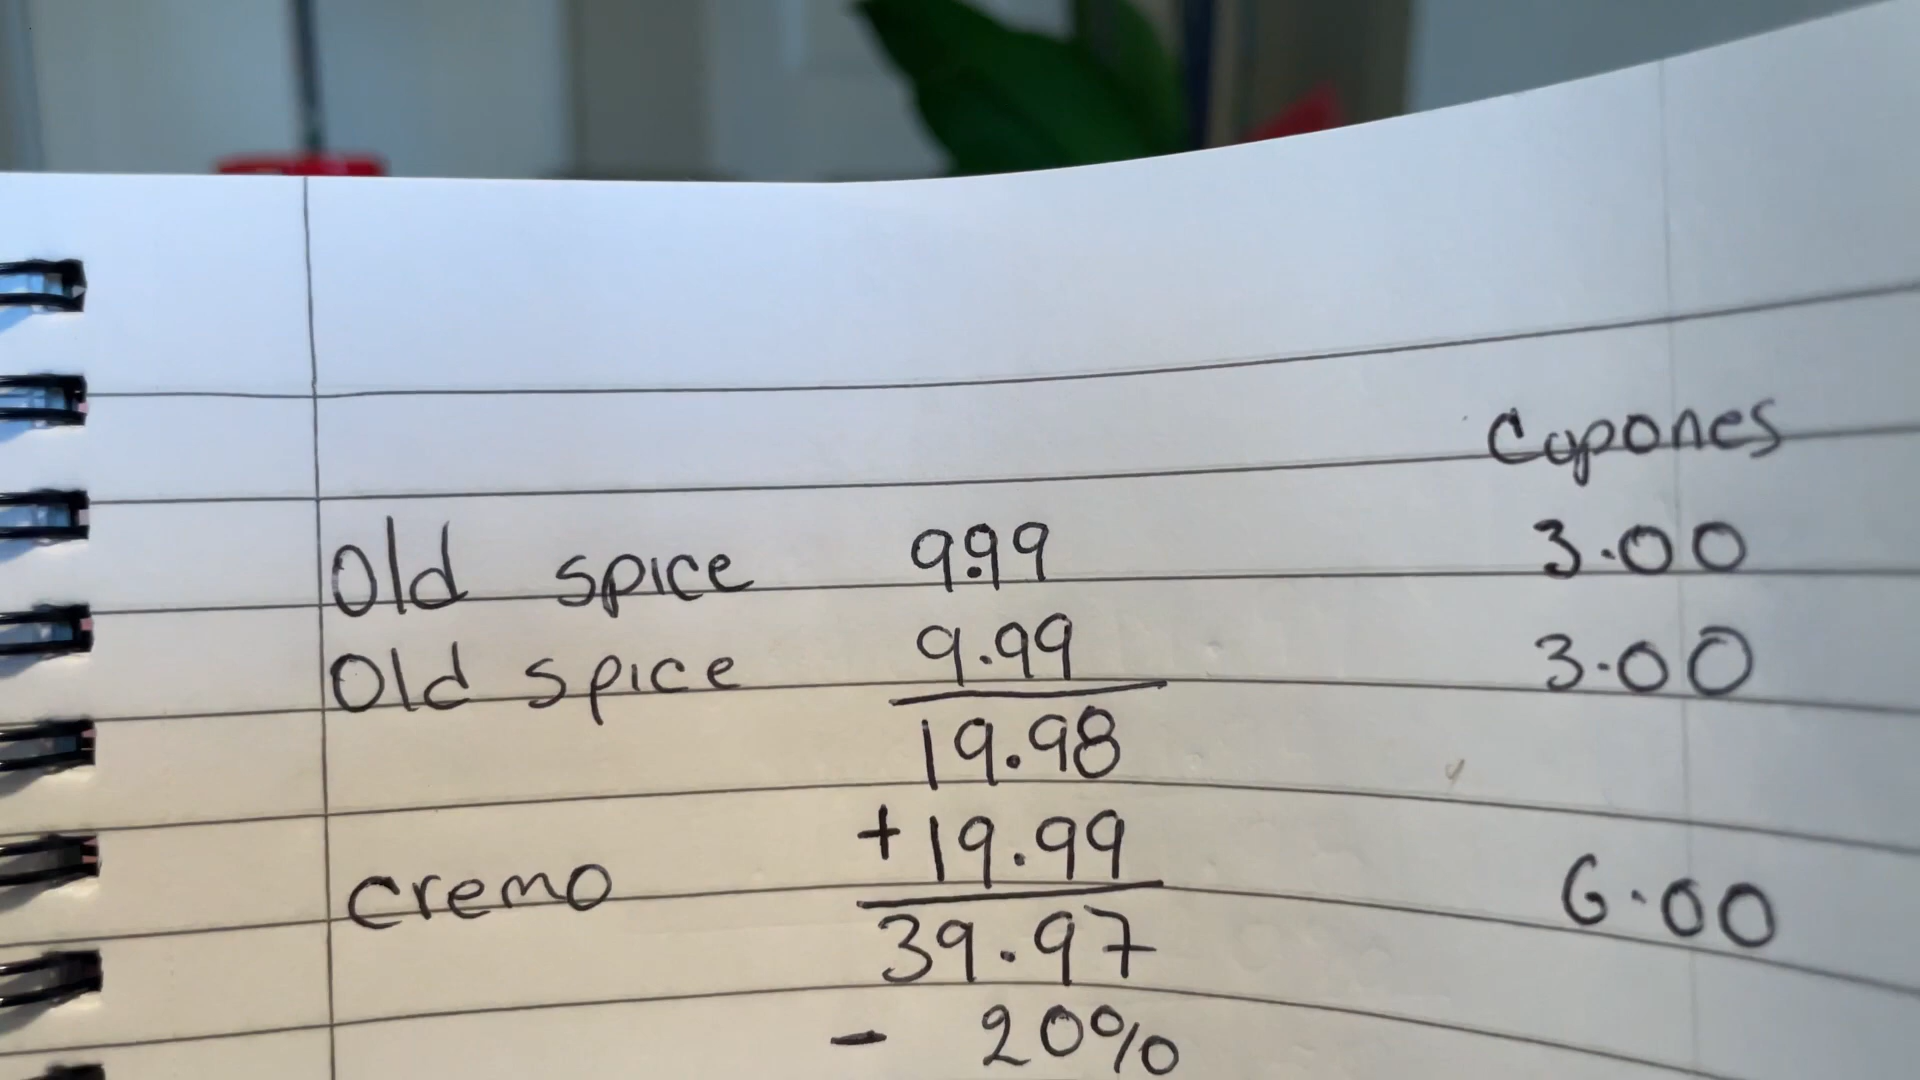 Cupones
Old spice 9.99 3.00
Old spice 9.99 3.00
19.98
+19.99
cremo 6.00
39.97
- 20%